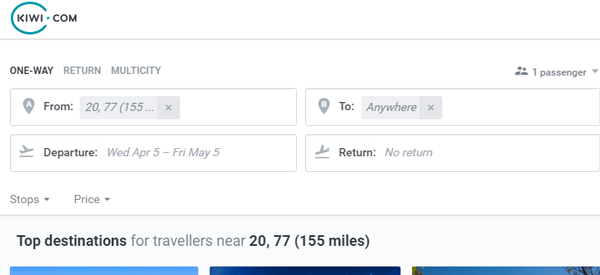 KIWI.COM
ONE-WAY RETURN MULTICITY
1 passenger
A From: 20, 77 (155 ... ×
B To: Anywhere ×
Departure: Wed Apr 5 – Fri May 5
Return: No return
Stops Price
Top destinations for travellers near 20, 77 (155 miles)